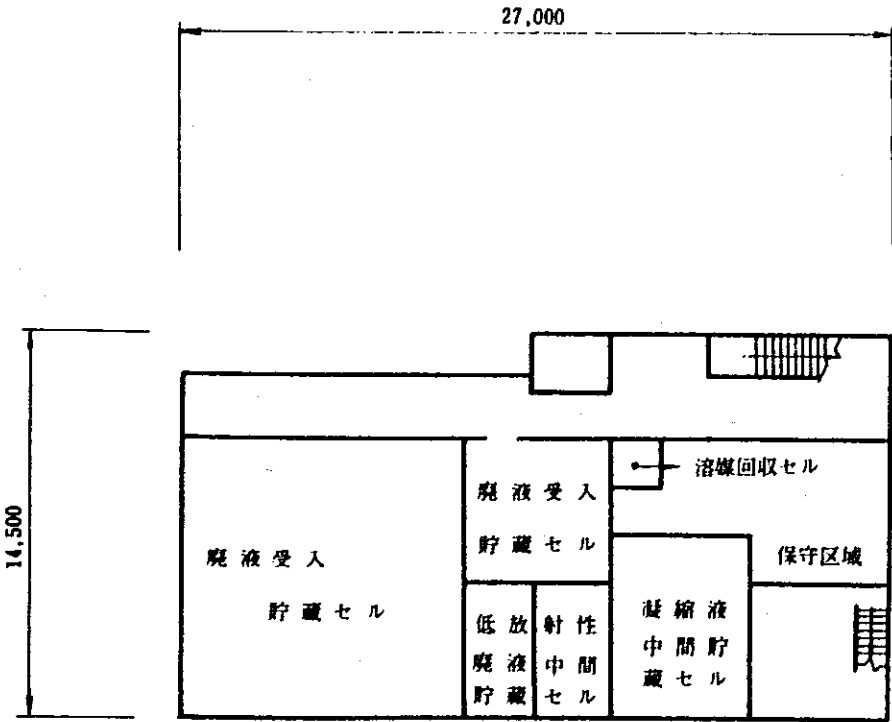 27,000
14,500
溶媒回収セル
廃液受入
貯蔵セル
保守区域
廃液受入
貯蔵セル
低放射性
廃液中間
貯蔵セル
凝縮液
中間貯
蔵セル